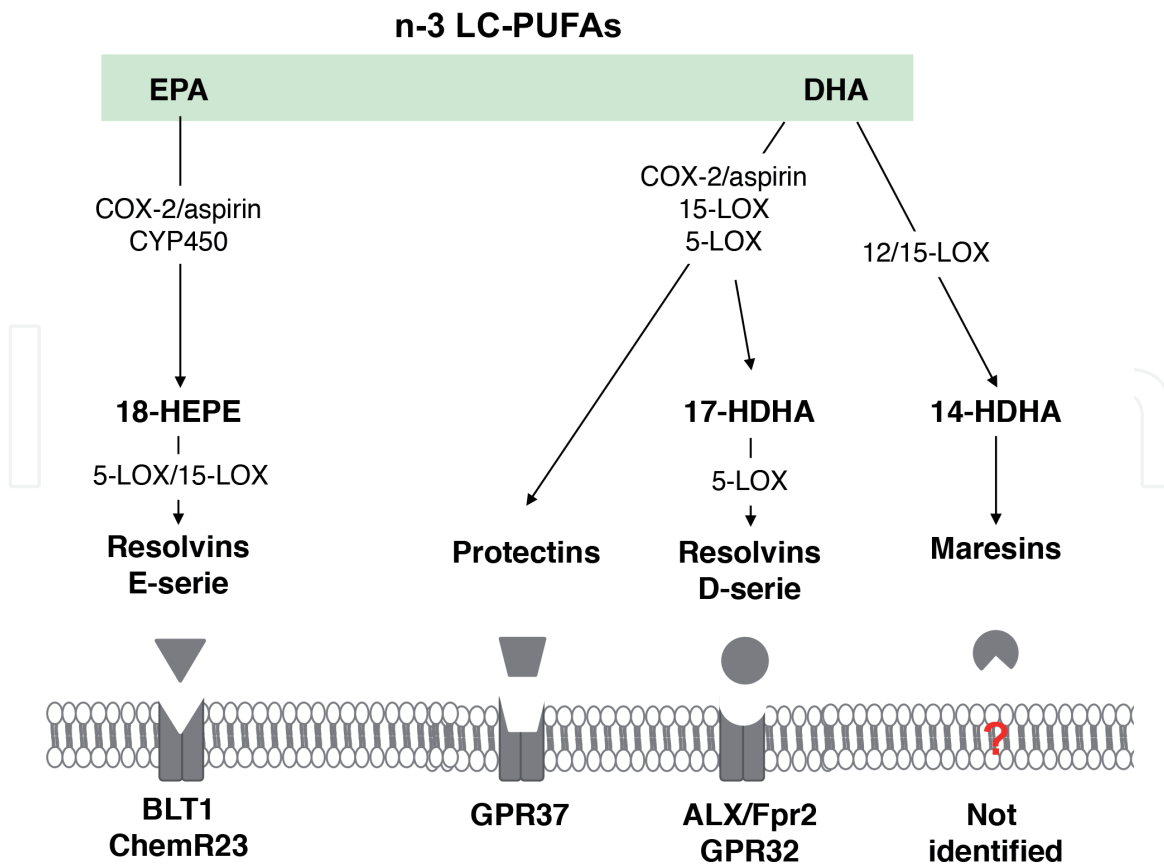 n-3 LC-PUFAs
EPA
DHA
COX-2/aspirin
CYP450
COX-2/aspirin
15-LOX
5-LOX
12/15-LOX
18-HEPE
17-HDHA
14-HDHA
5-LOX/15-LOX
5-LOX
Resolvins
E-serie
Protectins
Resolvins
D-serie
Maresins
?
BLT1
ChemR23
GPR37
ALX/Fpr2
GPR32
Not
identified